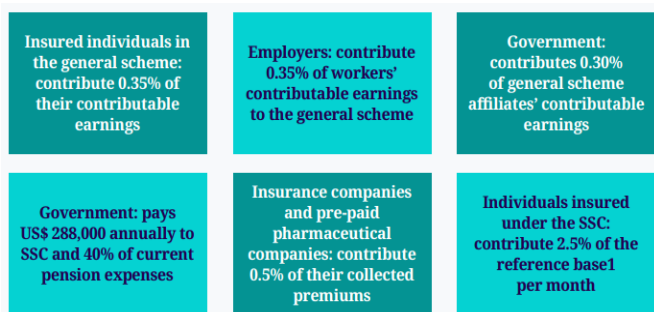 Insured individuals in
the general scheme:
contribute 0.35% of
their contributable
earnings
Employers: contribute
0.35% of workers’
contributable earnings
to the general scheme
Government:
contributes 0.30%
of general scheme
affiliates’ contributable
earnings
Government: pays
US$ 288,000 annually to
SSC and 40% of current
pension expenses
Insurance companies
and pre-paid
pharmaceutical
companies: contribute
0.5% of their collected
premiums
Individuals insured
under the SSC:
contribute 2.5% of the
reference base1
per month